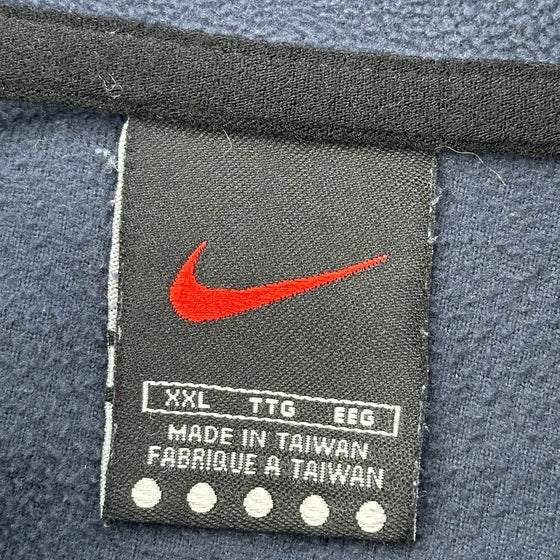 XXL TTG EEG
MADE IN TAIWAN
FABRIQUE A TAIWAN